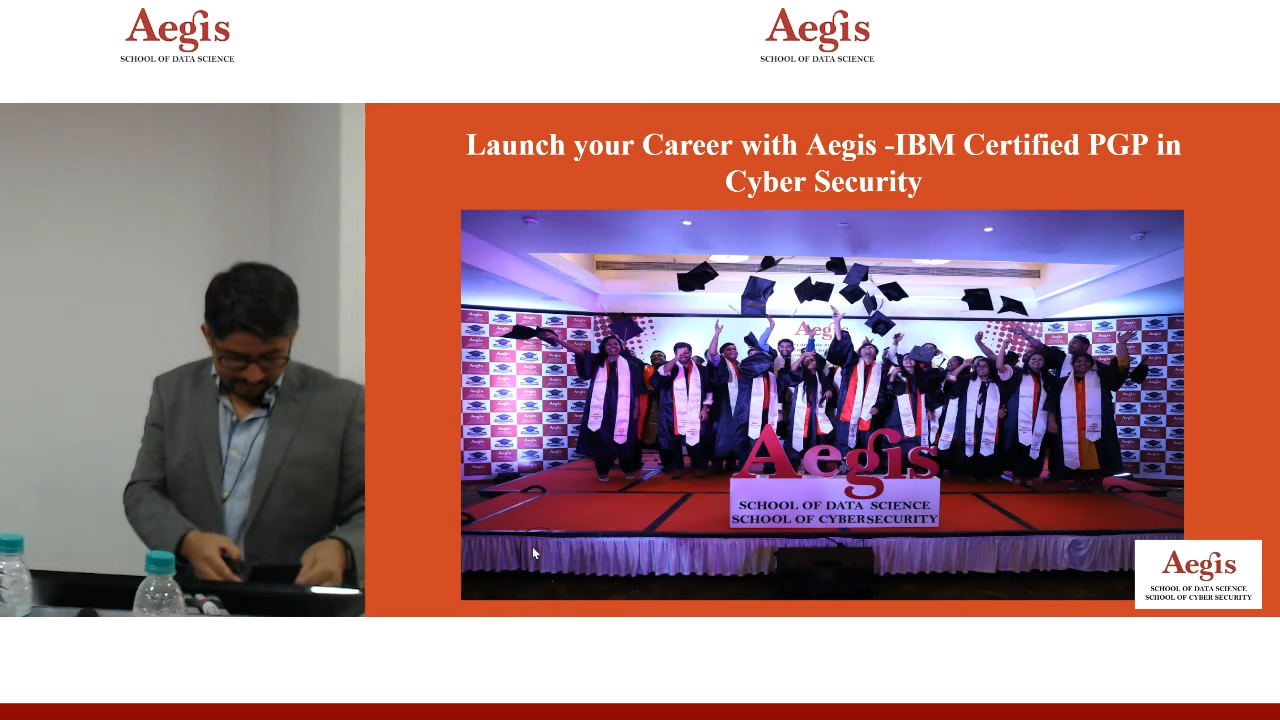 Aegis
SCHOOL OF DATA SCIENCE
Aegis
SCHOOL OF DATA SCIENCE
Launch your Career with Aegis -IBM Certified PGP in
Cyber Security
Aegis
Aegis
SCHOOL OF DATA SCIENCE
SCHOOL OF CYBERSECURITY
Aegis
SCHOOL OF DATA SCIENCE
SCHOOL OF CYBER SECURITY